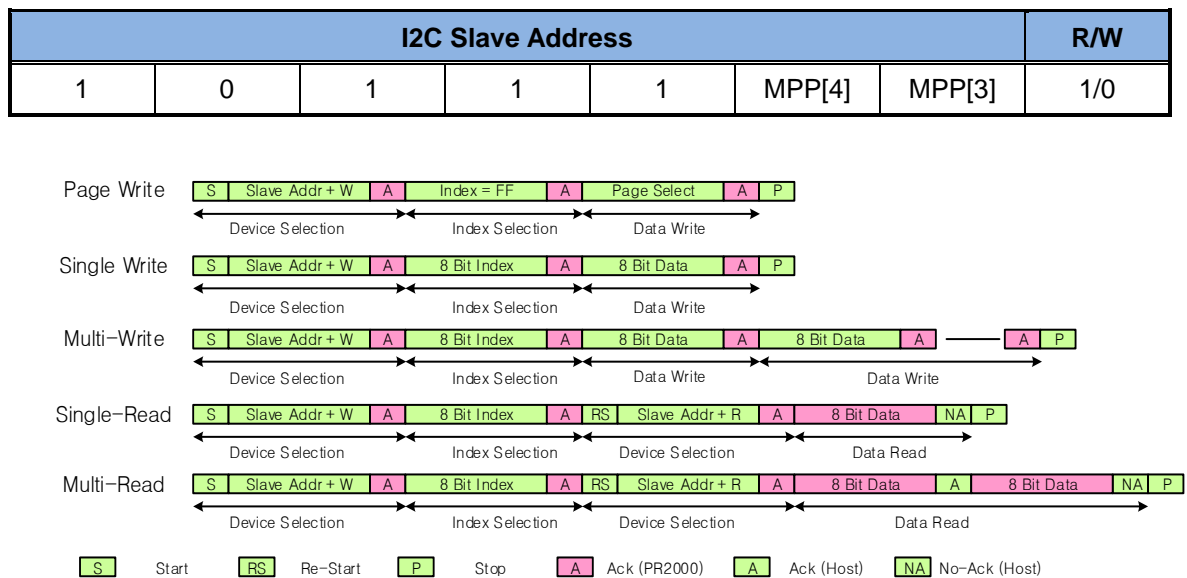 I2C Slave Address R/W
1 0 1 1 1 MPP[4] MPP[3] 1/0
Page Write S Slave Addr + W A Index = FF A Page Select A P
Device Selection Index Selection Data Write
Single Write S Slave Addr + W A 8 Bit Index A 8 Bit Data A P
Device Selection Index Selection Data Write
Multi-Write S Slave Addr + W A 8 Bit Index A 8 Bit Data A 8 Bit Data A A P
Device Selection Index Selection Data Write Data Write
Single-Read S Slave Addr + W A 8 Bit Index A RS Slave Addr + R A 8 Bit Data NA P
Device Selection Index Selection Device Selection Data Read
Multi-Read S Slave Addr + W A 8 Bit Index A RS Slave Addr + R A 8 Bit Data A 8 Bit Data NA P
Device Selection Index Selection Device Selection Data Read
S Start RS Re-Start P Stop A Ack (PR2000) A Ack (Host) NA No-Ack (Host)